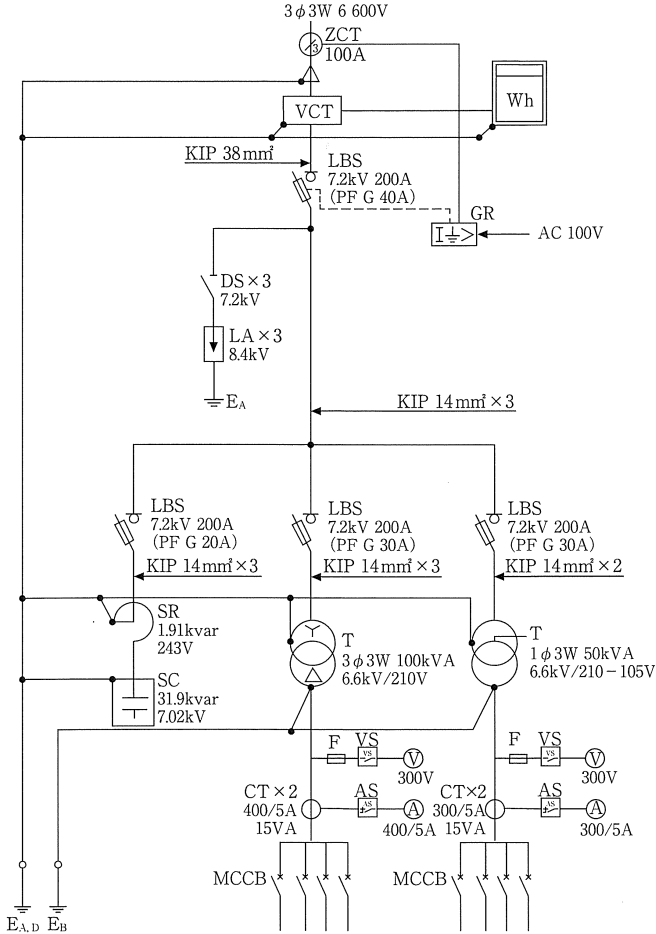 3φ3W 6 600V
ZCT
3
100A
VCT
Wh
KIP 38㎟
LBS
7.2kV 200A
(PF G 40A)
GR
I
AC 100V
DS×3
7.2kV
LA×3
8.4kV
EA
KIP 14㎟×3
LBS
7.2kV 200A
(PF G 20A)
KIP 14㎟×3
LBS
7.2kV 200A
(PF G 30A)
KIP 14㎟×3
LBS
7.2kV 200A
(PF G 30A)
KIP 14㎟×2
SR
1.91kvar
243V
T
3φ3W 100kVA
6.6kV/210V
T
1φ3W 50kVA
6.6kV/210−105V
SC
31.9kvar
7.02kV
F
VS
VS
V
300V
F
VS
VS
V
300V
CT×2
400/5A
15VA
AS
AS
A
400/5A
CT×2
300/5A
15VA
AS
AS
A
300/5A
MCCB
MCCB
EA,D
EB